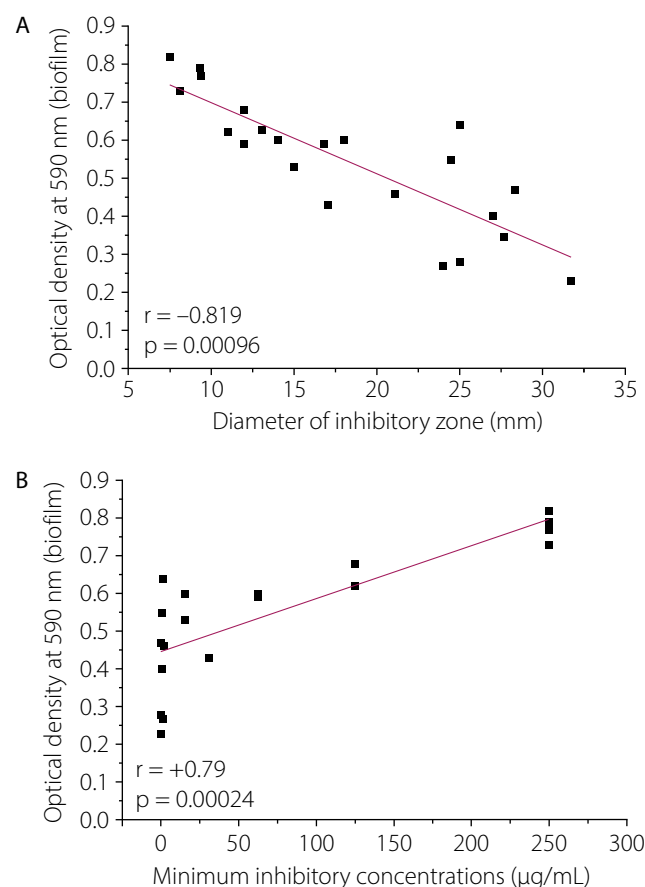 A
Optical density at 590 nm (biofilm)
0.9
0.8
0.7
0.6
0.5
0.4
0.3
0.2
0.1
0.0
r = –0.819
p = 0.00096
5 10 15 20 25 30 35
Diameter of inhibitory zone (mm)
B
Optical density at 590 nm (biofilm)
0.9
0.8
0.7
0.6
0.5
0.4
0.3
0.2
0.1
0.0
r = +0.79
p = 0.00024
0 50 100 150 200 250 300
Minimum inhibitory concentrations (µg/mL)